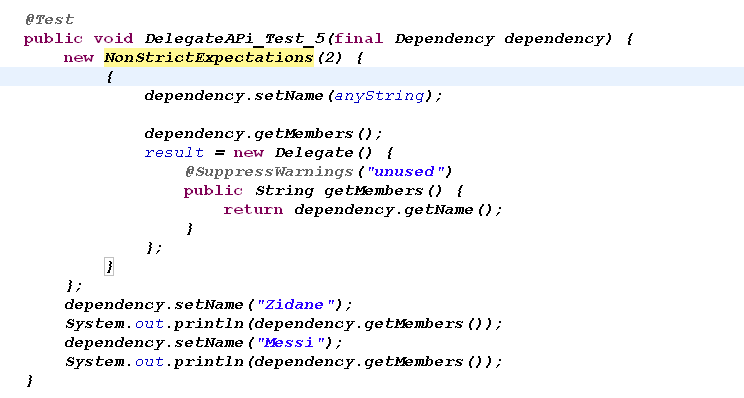 @Test
public void DelegateAPi_Test_5(final Dependency dependency) {
new NonStrictExpectations(2) {
{
dependency.setName(anyString);
dependency.getMembers();
result = new Delegate() {
@SuppressWarnings("unused")
public String getMembers() {
return dependency.getName();
}
};
}
};
dependency.setName("Zidane");
System.out.println(dependency.getMembers());
dependency.setName("Messi");
System.out.println(dependency.getMembers());
}